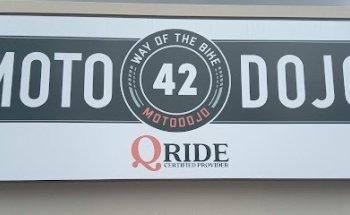 MOTO
WAY OF THE BIKE
42
MOTODOJO
DOJO
QRIDE
CERTIFIED PROVIDER